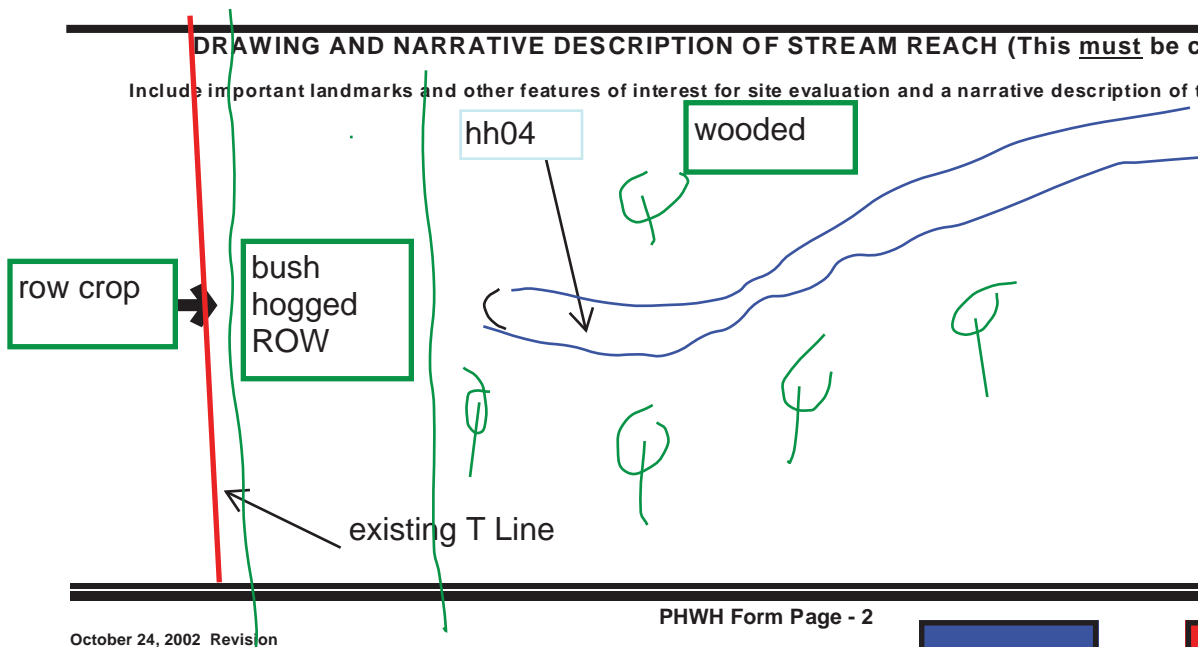 DRAWING AND NARRATIVE DESCRIPTION OF STREAM REACH (This must be c
Include important landmarks and other features of interest for site evaluation and a narrative description of t
hh04
wooded
row crop
bush
hogged
ROW
existing T Line
PHWH Form Page - 2
October 24, 2002 Revision